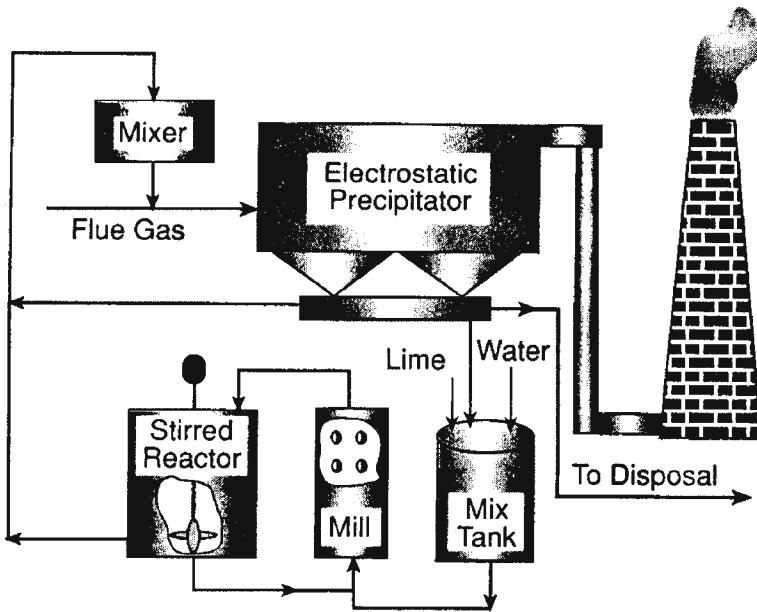 Mixer
Electrostatic
Precipitator
Flue Gas
Lime
Water
Stirred
Reactor
Mill
Mix
Tank
To Disposal